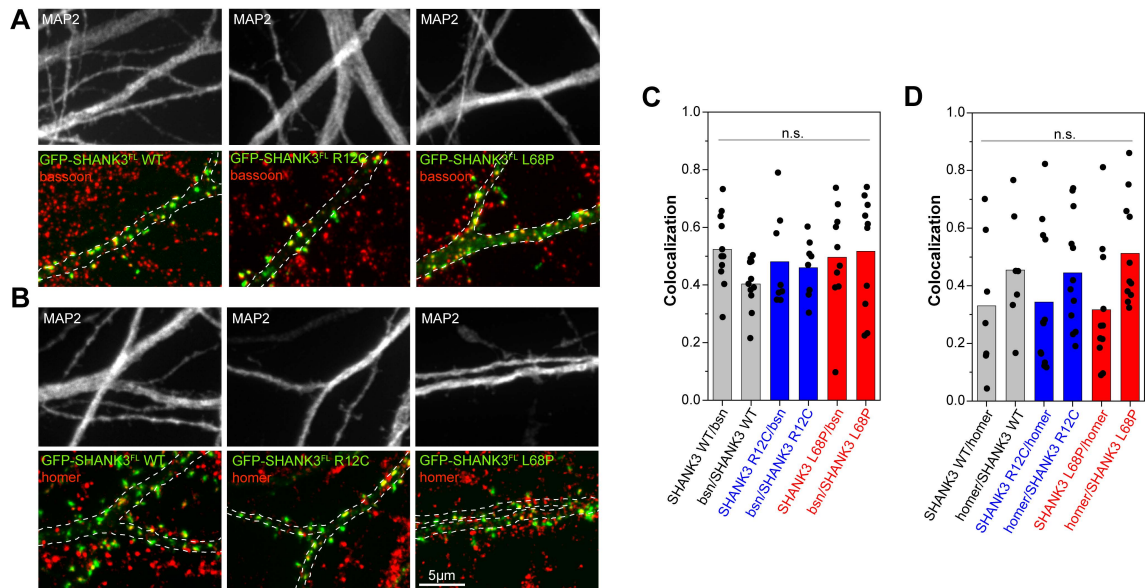 A
MAP2
MAP2
MAP2
GFP-SHANK3FL WT
bassoon
GFP-SHANK3FL R12C
bassoon
GFP-SHANK3FL L68P
bassoon
B
MAP2
MAP2
MAP2
GFP-SHANK3FL WT
homer
GFP-SHANK3FL R12C
homer
GFP-SHANK3FL L68P
homer
5µm
C
Colocalization
1.0
0.8
0.6
0.4
0.2
0.0
n.s.
SHANK3 WT/bsn
bsn/SHANK3 WT
SHANK3 R12C/bsn
bsn/SHANK3 R12C
SHANK3 L68P/bsn
bsn/SHANK3 L68P
D
Colocalization
1.0
0.8
0.6
0.4
0.2
0.0
n.s.
SHANK3 WT/homer
homer/SHANK3 WT
SHANK3 R12C/homer
homer/SHANK3 R12C
SHANK3 L68P/homer
homer/SHANK3 L68P